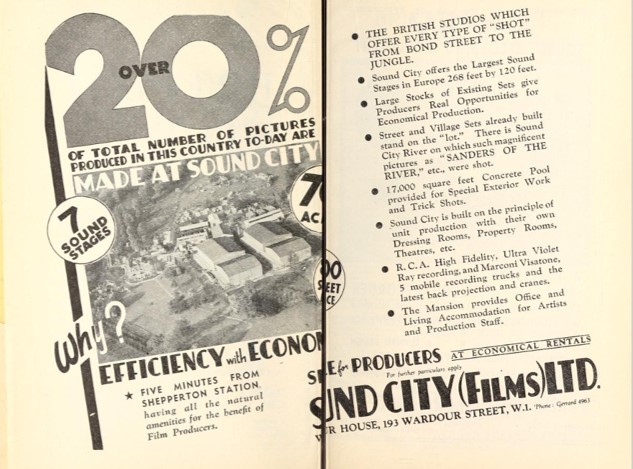 OVER
20%
OF TOTAL NUMBER OF PICTURES
PRODUCED IN THIS COUNTRY TO-DAY ARE
MADE AT SOUND CITY
7
SOUND
STAGES
Why?
EFFICIENCY with
★ FIVE MINUTES FROM
SHEPPERTON STATION,
having all the natural
amenities for the benefit of
Film Producers.
• THE BRITISH STUDIOS WHICH
OFFER EVERY TYPE OF "SHOT"
FROM BOND STREET TO THE
JUNGLE.
• Sound City offers the Largest Sound
Stages in Europe 268 feet by 120 feet.
• Large Stocks of Existing Sets give
Producers Real Opportunities for
Economical Production.
• Street and Village Sets already built
stand on the "lot." There is Sound
City River on which such magnificent
pictures as "SANDERS OF THE
RIVER," etc., were shot.
• 17,000 square feet Concrete Pool
provided for Special Exterior Work
and Trick Shots.
• Sound City is built on the principle of
unit production with their own
Dressing Rooms, Property Rooms,
Theatres, etc.
• R.C.A. High Fidelity, Ultra Violet
Ray recording, and Marconi Visatone,
5 mobile recording trucks and the
latest back projection and cranes.
• The Mansion provides Office and
Living Accommodation for Artists
and Production Staff.
for PRODUCERS AT ECONOMICAL RENTALS
For further particulars apply
UND CITY (FILMS) LTD.
HOUSE, 193 WARDOUR STREET, W.1. 'Phone: Gerrard 4963